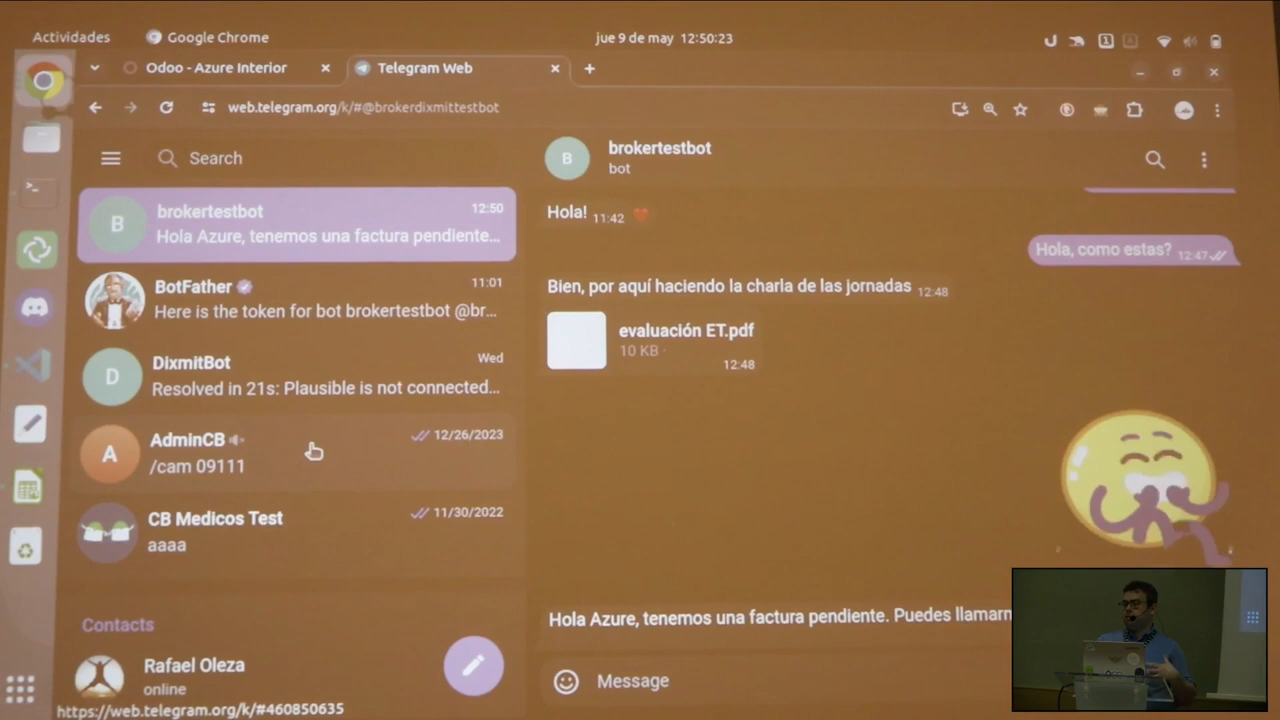 Actividades
Google Chrome
jue 9 de may 12:50:23
Odoo - Azure Interior
Telegram Web
web.telegram.org/k/#@brokerdixmittestbot
Search
brokertestbot
bot
B
brokertestbot
12:50
Hola Azure, tenemos una factura pendiente...
BotFather
11:01
Here is the token for bot brokertestbot @br...
D
DixmitBot
Wed
Resolved in 21s: Plausible is not connected...
A
AdminCB
12/26/2023
/cam 09111
CB Medicos Test
11/30/2022
aaaa
Contacts
Rafael Oleza
online
https://web.telegram.org/k/#460850635
B
Hola! 11:42
Hola, como estas? 12:47
Bien, por aquí haciendo la charla de las jornadas 12:48
evaluación ET.pdf
10 KB ·
12:48
Hola Azure, tenemos una factura pendiente. Puedes llamarn
Message